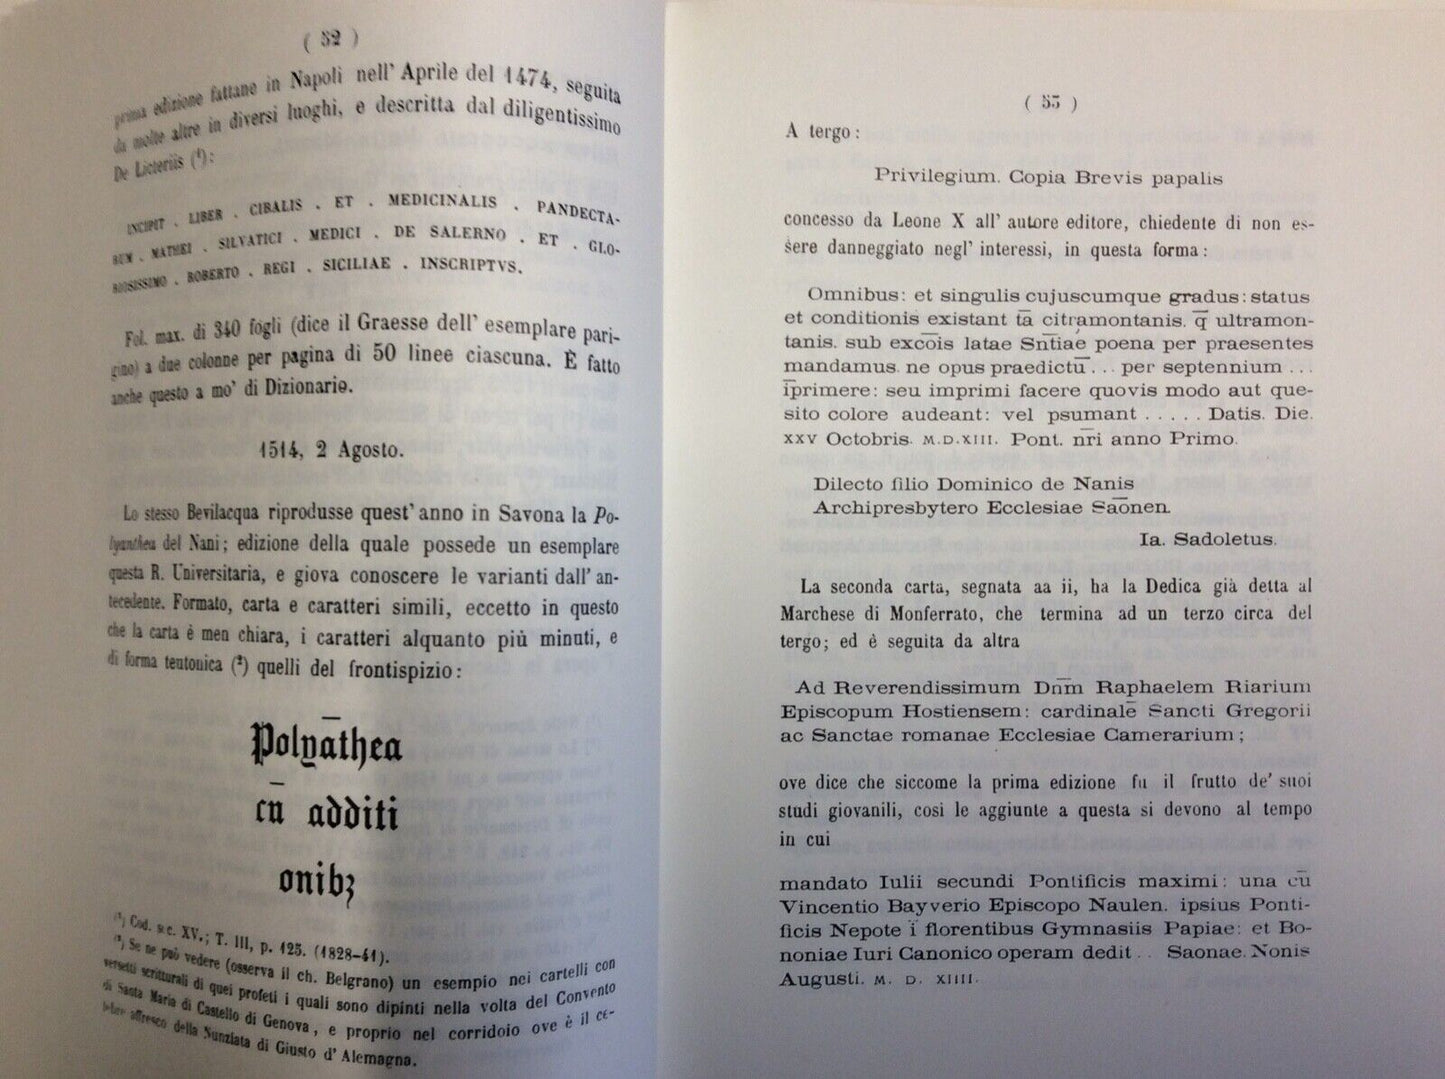 ( 52 )
prima edizione fattane in Napoli nell' Aprile del 1474, seguita
da molte altre in diversi luoghi, e descritta dal diligentissimo
De Licteriis (¹):
INCIPIT . LIBER . CIBALIS . ET . MEDICINALIS . PANDECTA-
RUM . MATHEI . SILVATICI . MEDICI . DE SALERNO . ET . GLO-
RIOSISSIMO . ROBERTO . REGI . SICILIAE . INSCRIPTVS.
Fol. max. di 340 fogli (dice il Graesse dell' esemplare pari-
gino) a due colonne per pagina di 50 linee ciascuna. È fatto
anche questo a mo' di Dizionario.
1514, 2 Agosto.
Lo stesso Bevilacqua riprodusse quest' anno in Savona la Po-
lyanthea del Nani; edizione della quale possede un esemplare
questa R. Universitaria, e giova conoscere le varianti dall' an-
tecedente. Formato, carta e caratteri simili, eccetto in questo
che la carta è men chiara, i caratteri alquanto più minuti, e
di forma teutonica (²) quelli del frontispizio:
Polyāthea
cū additi
onibꝫ
(¹) Cod. sec. XV.; T. III, p. 125. (1828-41).
(²) Se ne può vedere (osserva il ch. Belgrano) un esempio nei cartelli con
versetti scritturali di quei profeti i quali sono dipinti nella volta del Convento
di Santa Maria di Castello di Genova, e proprio nel corridoio ove è il ce-
lebre affresco della Nunziata di Giusto d' Alemagna.
( 53 )
A tergo:
Privilegium. Copia Brevis papalis
concesso da Leone X all' autore editore, chiedente di non es-
sere danneggiato negl' interessi, in questa forma:
Omnibus: et singulis cujuscumque gradus: status
et conditionis existant t̄a citramontanis. q̄ ultramon-
tanis. sub excōis latae Sn̄tiae poena per praesentes
mandamus. ne opus praedictū... per septennium ...
īprimere: seu imprimi facere quovis modo aut que-
sito colore audeant: vel psumant ..... Datis. Die.
XXV Octobris. M.D.XIII. Pont. nr̄i anno Primo.
Dilecto filio Dominico de Nanis
Archipresbytero Ecclesiae Saōnen.
Ia. Sadoletus.
La seconda carta, segnata aa ii, ha la Dedica già detta al
Marchese di Monferrato, che termina ad un terzo circa del
tergo; ed è seguita da altra
Ad Reverendissimum Dn̄m Raphaelem Riarium
Episcopum Hostiensem: cardinalē Sancti Gregorii
ac Sanctae romanae Ecclesiae Camerarium;
ove dice che siccome la prima edizione fu il frutto de' suoi
studi giovanili, così le aggiunte a questa si devono al tempo
in cui
mandato Iulii secundi Pontificis maximi: una cū
Vincentio Bayverio Episcopo Naulen. ipsius Ponti-
ficis Nepote ī florentibus Gymnasiis Papiae: et Bo-
noniae Iuri Canonico operam dedit .. Saonae. Nonis
Augusti. M. D. XIIII.